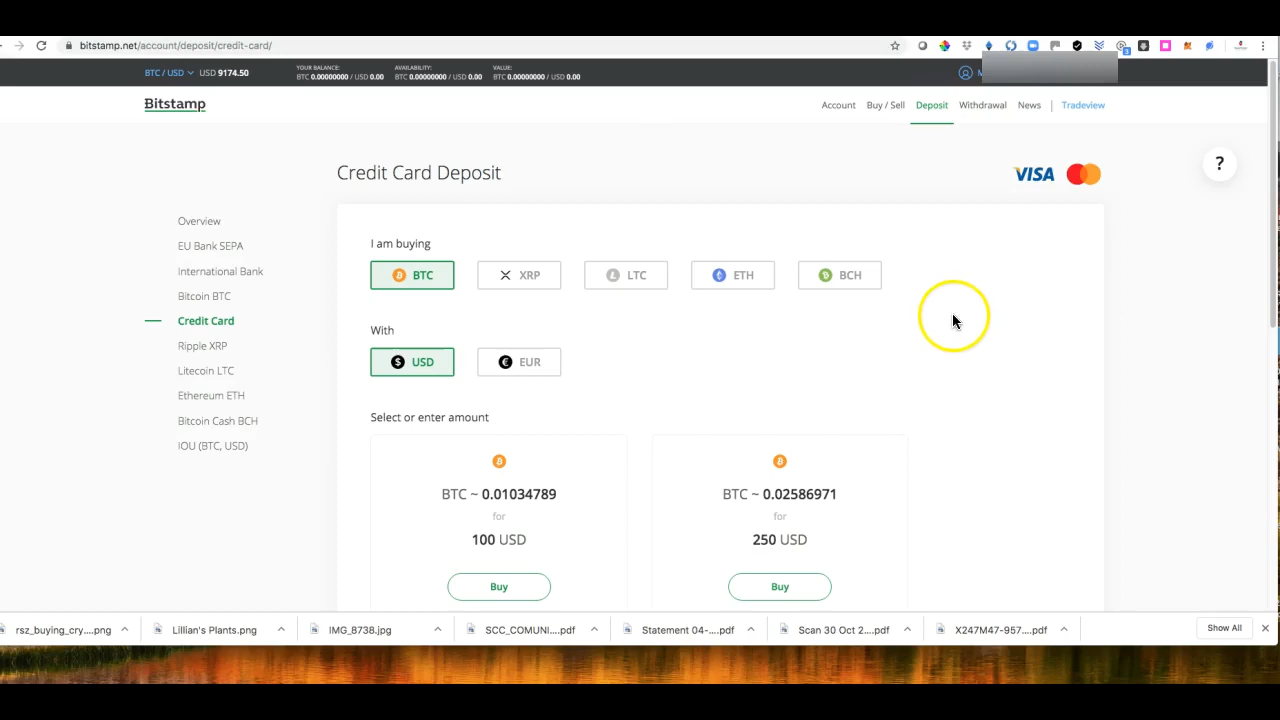 bitstamp.net/account/deposit/credit-card/
BTC / USD USD 9174.50
YOUR BALANCE:
BTC 0.00000000 / USD 0.00
AVAILABILITY:
BTC 0.00000000 / USD 0.00
VALUE:
BTC 0.00000000 / USD 0.00
Bitstamp
Account Buy / Sell Deposit Withdrawal News | Tradeview
Credit Card Deposit
VISA
?
Overview
EU Bank SEPA
International Bank
Bitcoin BTC
Credit Card
Ripple XRP
Litecoin LTC
Ethereum ETH
Bitcoin Cash BCH
IOU (BTC, USD)
I am buying
BTC XRP LTC ETH BCH
With
USD EUR
Select or enter amount
BTC ~ 0.01034789
for
100 USD
Buy
BTC ~ 0.02586971
for
250 USD
Buy
rsz_buying_cry....png Lillian's Plants.png IMG_8738.jpg SCC_COMUNI....pdf Statement 04-....pdf Scan 30 Oct 2....pdf X247M47-957....pdf Show All